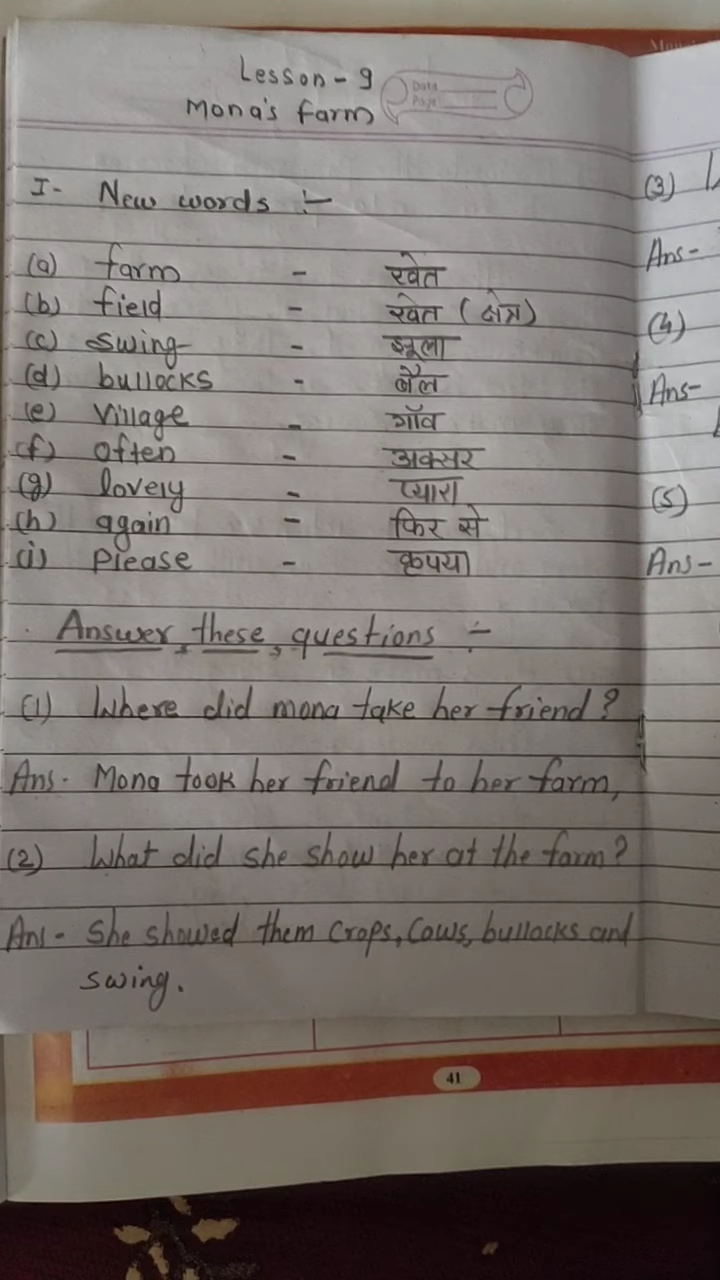 Lesson - 9
Mona's farm
Date
Page
I- New words :-
(a) farm - खेत
(b) field - खेत (क्षेत्र)
(c) swing - झूला
(d) bullocks - बैल
(e) village - गाँव
(f) often - अक्सर
(g) lovely - प्यारा
(h) again - फिर से
(i) please - कृपया
Answer, these, questions :-
(1) Where did mona take her friend?
Ans. Mona took her friend to her farm,
(2) What did she show her at the farm?
Ans - She showed them crops, Cows, bullocks and
swing.
(3)
Ans-
(4)
Ans-
(5)
Ans-
41